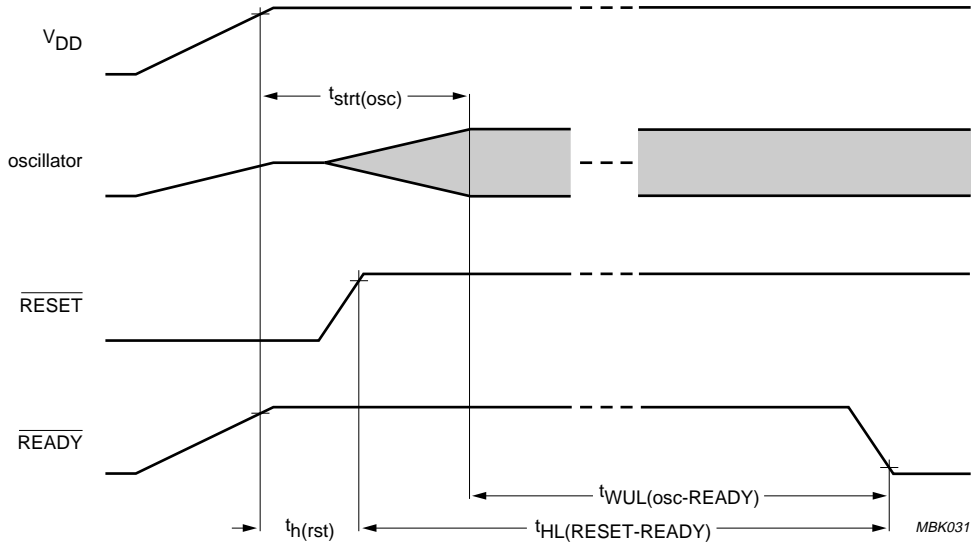 VDD
tstrt(osc)
oscillator
RESET
READY
tWUL(osc-READY)
th(rst)
tHL(RESET-READY)
MBK031